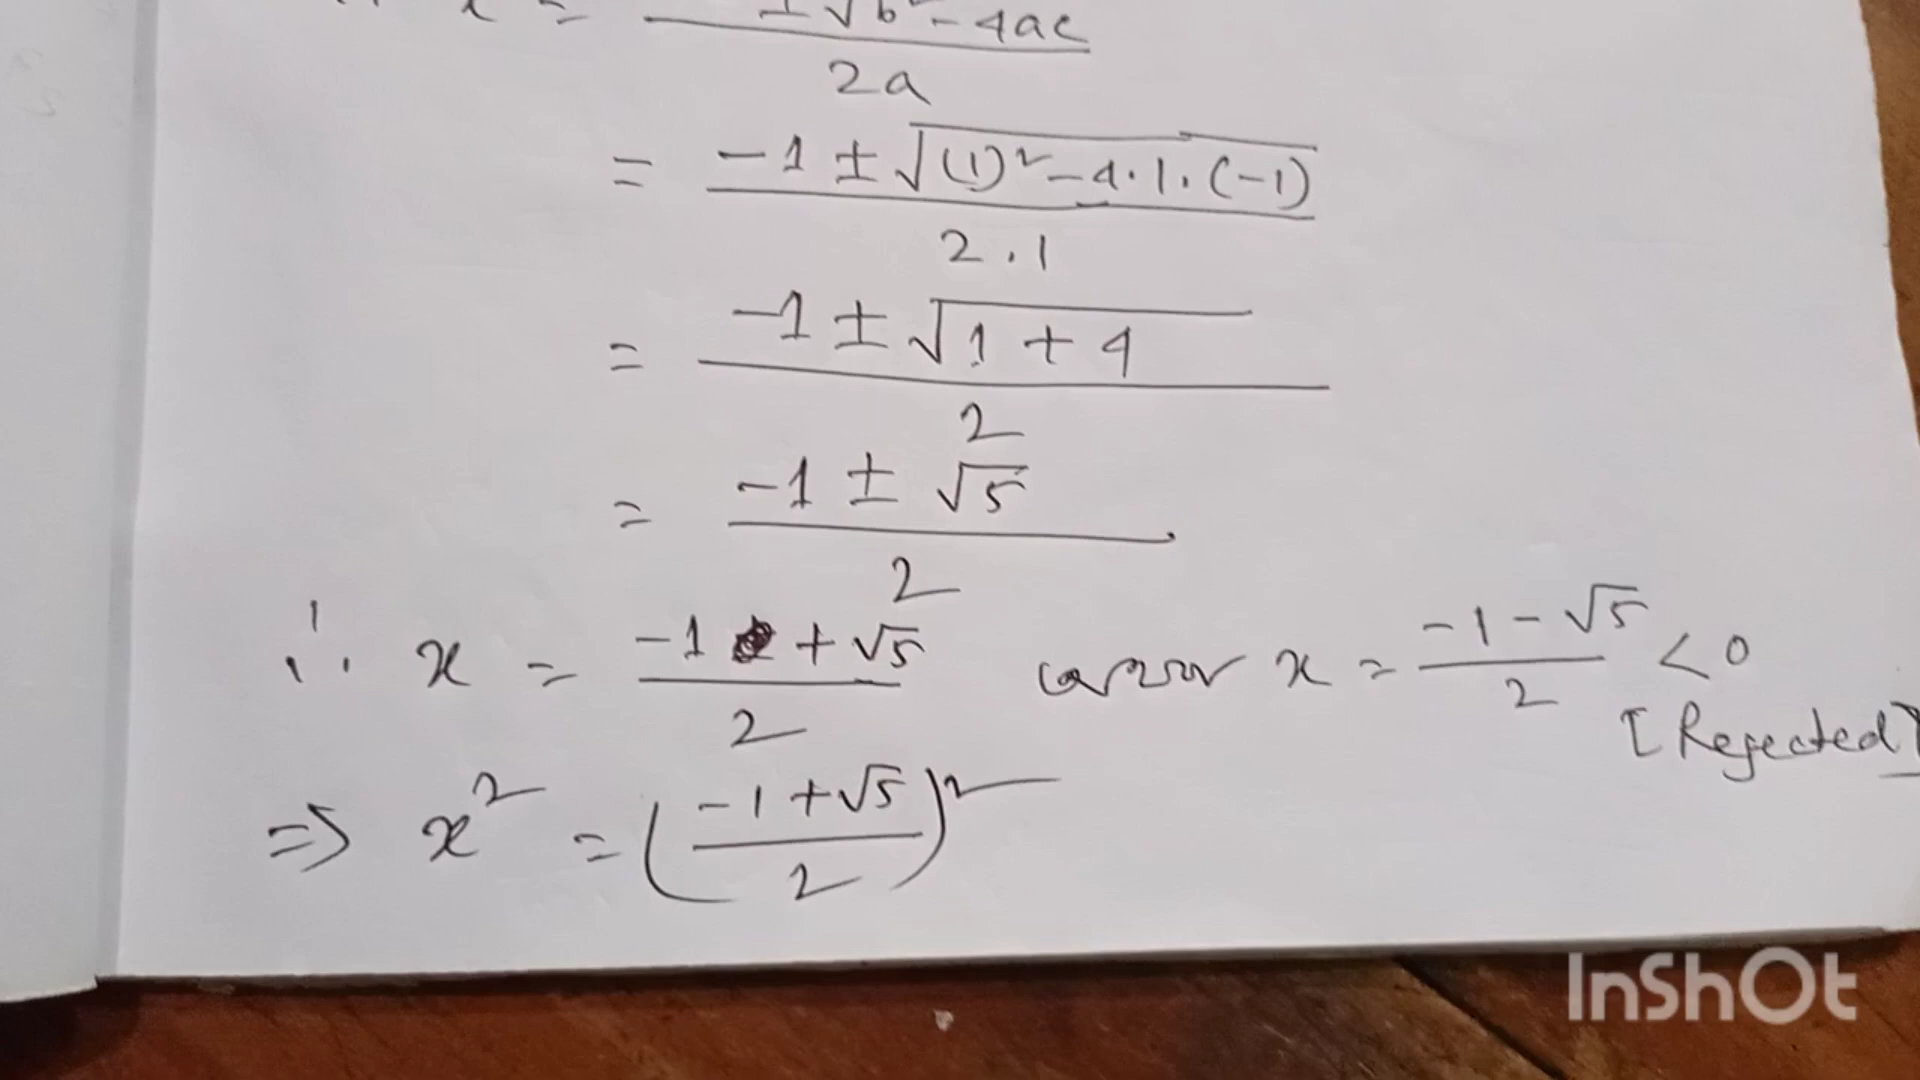 x = ± √b² - 4ac
2a
= -1 ± √(1)² - 4·1·(-1)
2.1
= -1 ± √1 + 4
2
= -1 ± √5
2
∴ x = -1 + √5 x = -1 - √5 < 0
2 2
[Rejected]
⇒ x² = (-1 + √5)²
2
InShOt